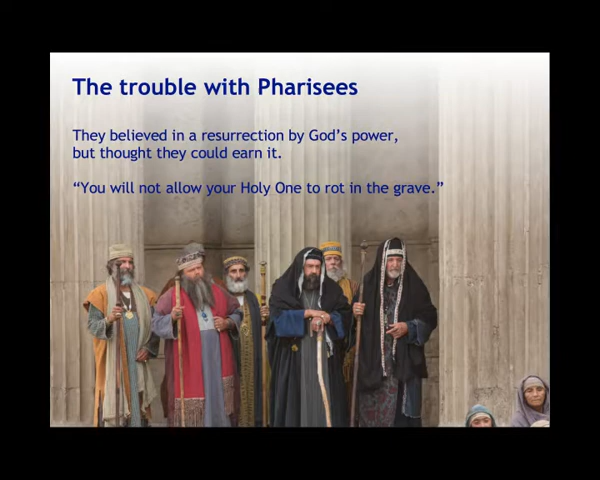 The trouble with Pharisees
They believed in a resurrection by God’s power,
but thought they could earn it.
“You will not allow your Holy One to rot in the grave.”